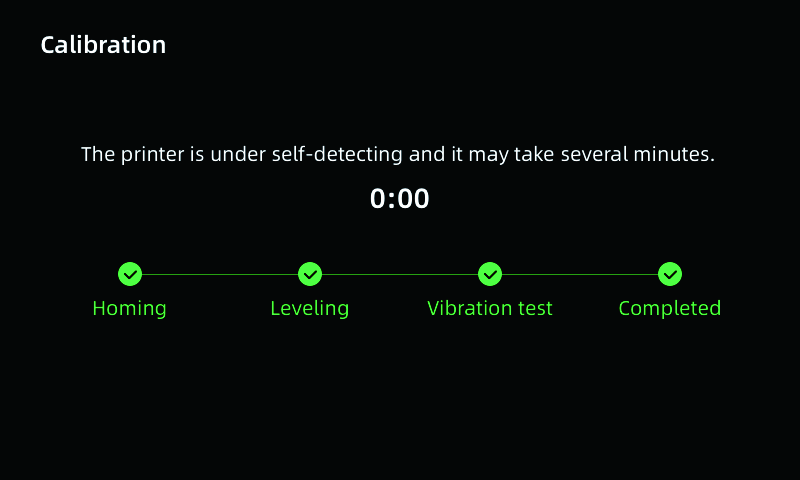 Calibration
The printer is under self-detecting and it may take several minutes.
0:00
Homing Leveling Vibration test Completed